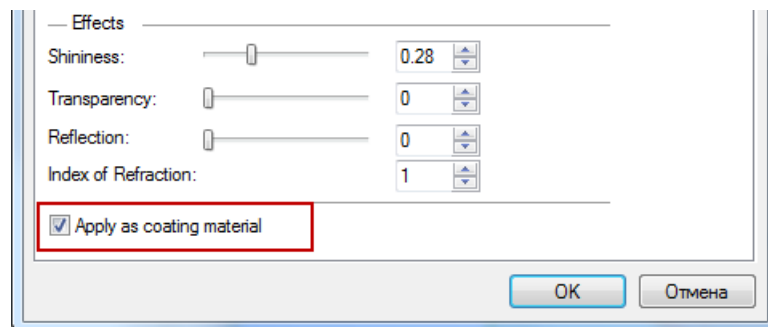 Effects
Shininess: 0.28
Transparency: 0
Reflection: 0
Index of Refraction: 1
Apply as coating material
OK Отмена